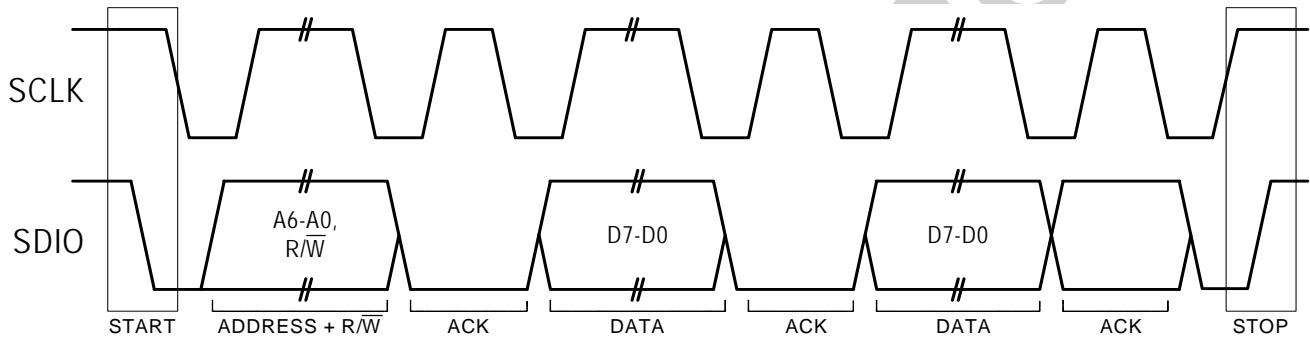 SCLK
SDIO
A6-A0,
R/W̅
D7-D0
D7-D0
START
ADDRESS + R/W̅
ACK
DATA
ACK
DATA
ACK
STOP